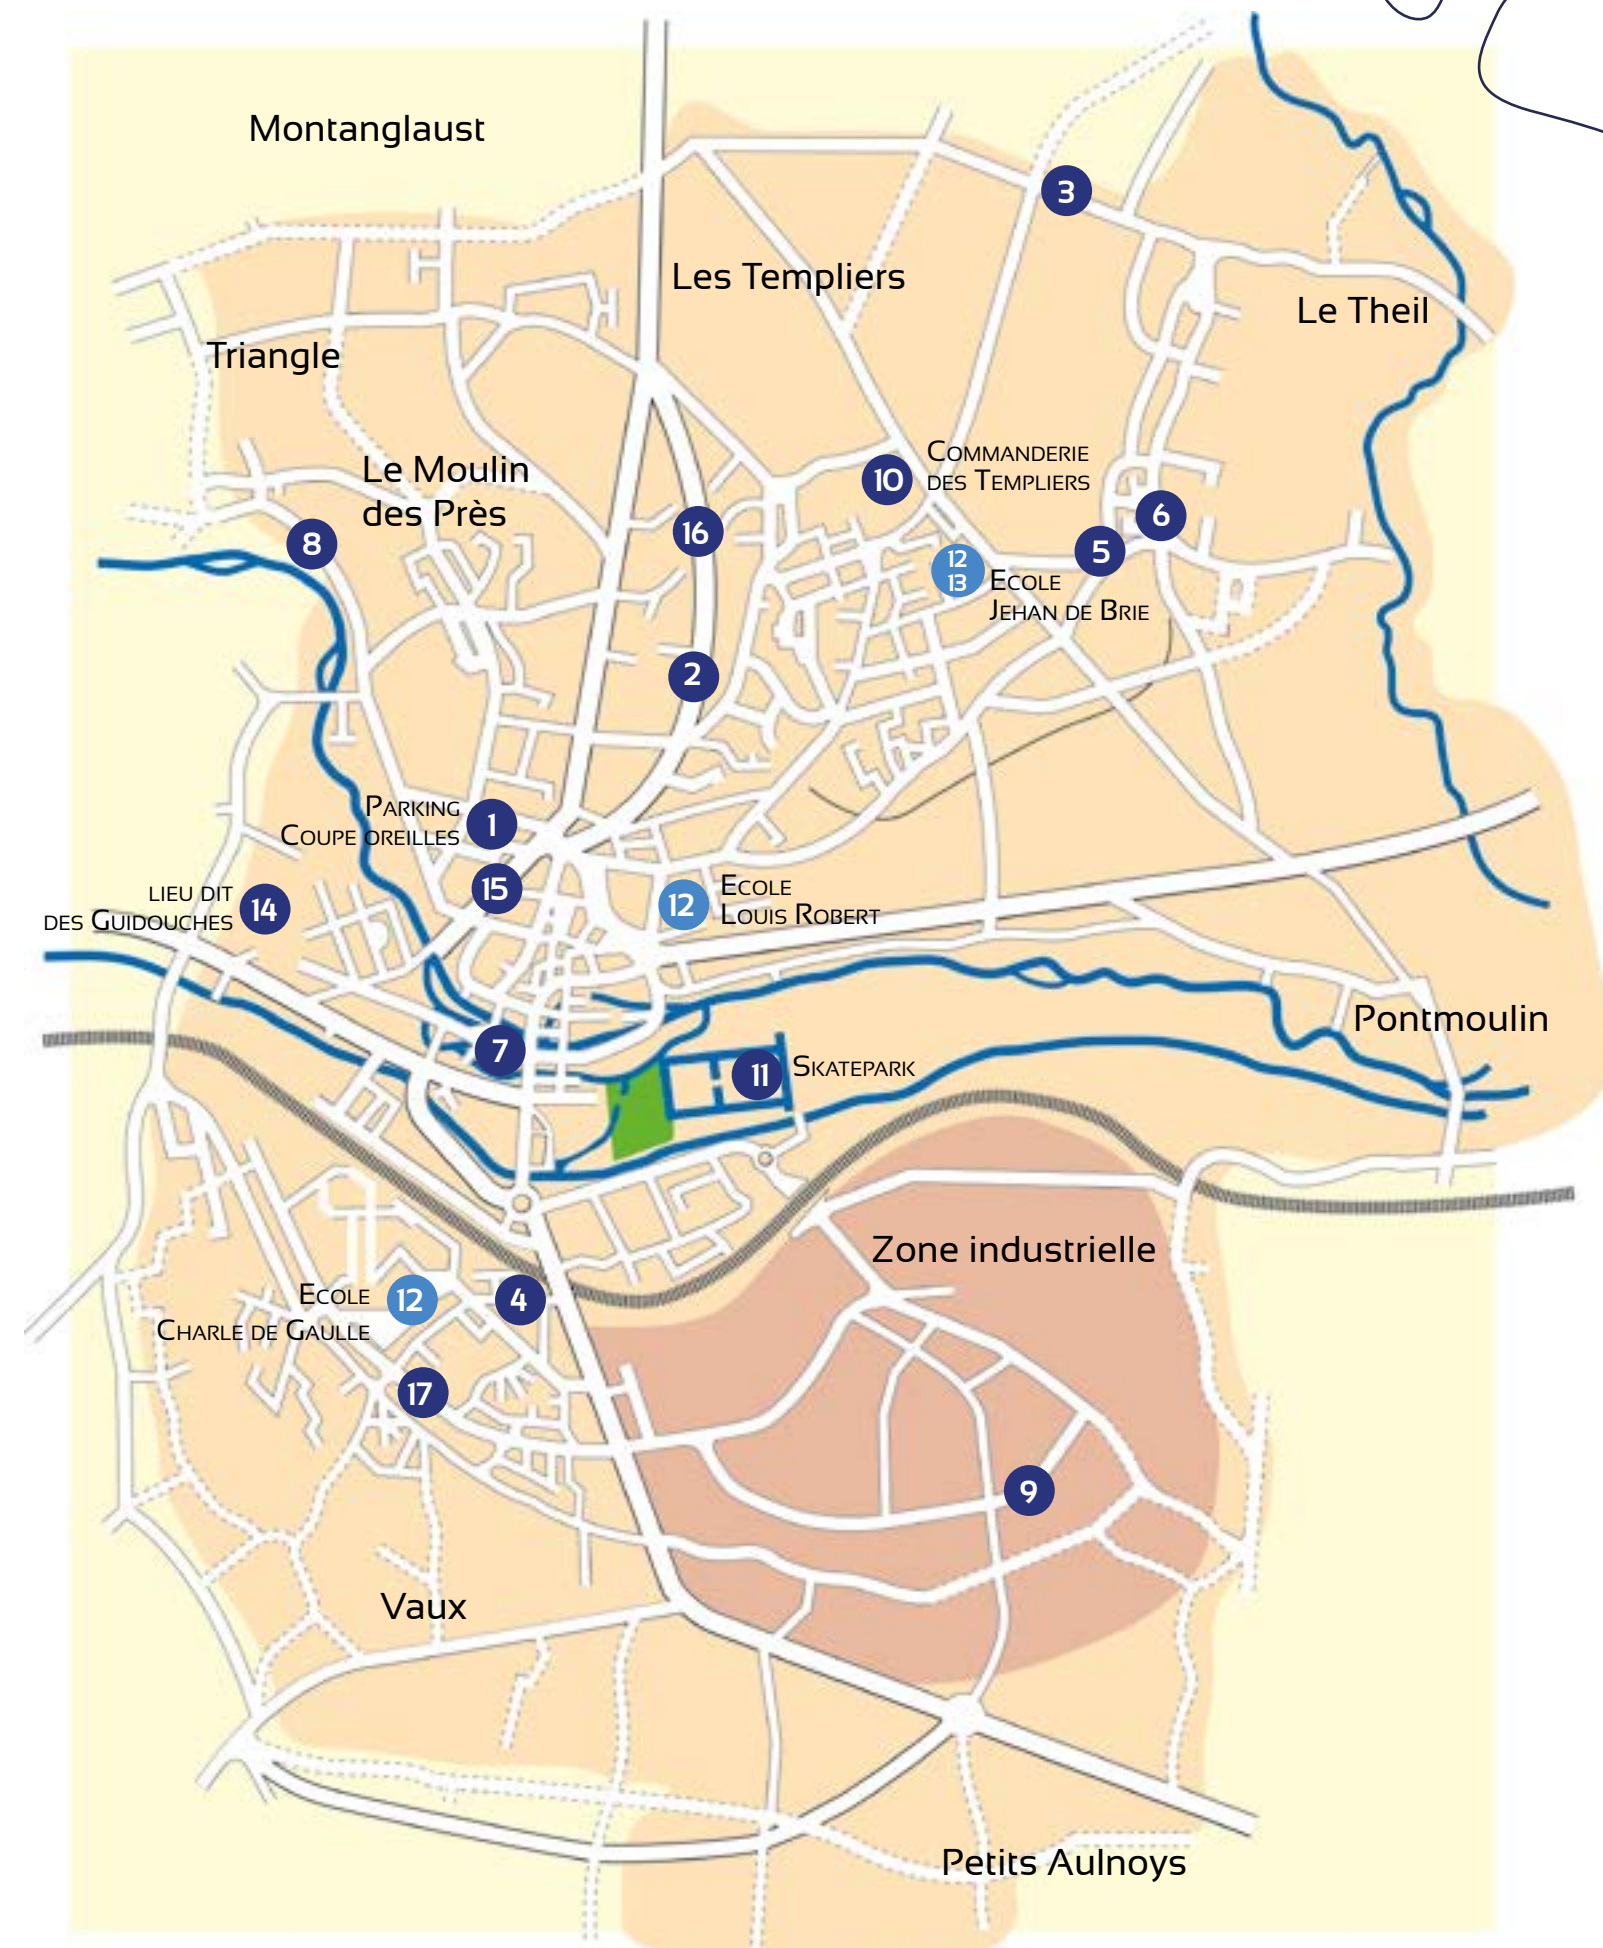 Montanglaust
3
Les Templiers
Le Theil
Triangle
Commanderie
des Templiers
10
Le Moulin
des Près
8
16
6
5
12
13
Ecole
Jehan de Brie
2
Parking
Coupe oreilles
1
15
lieu dit
des Guidouches
14
12
Ecole
Louis Robert
Pontmoulin
7
11
Skatepark
Zone industrielle
Ecole
Charle de Gaulle
12
4
17
9
Vaux
Petits Aulnoys